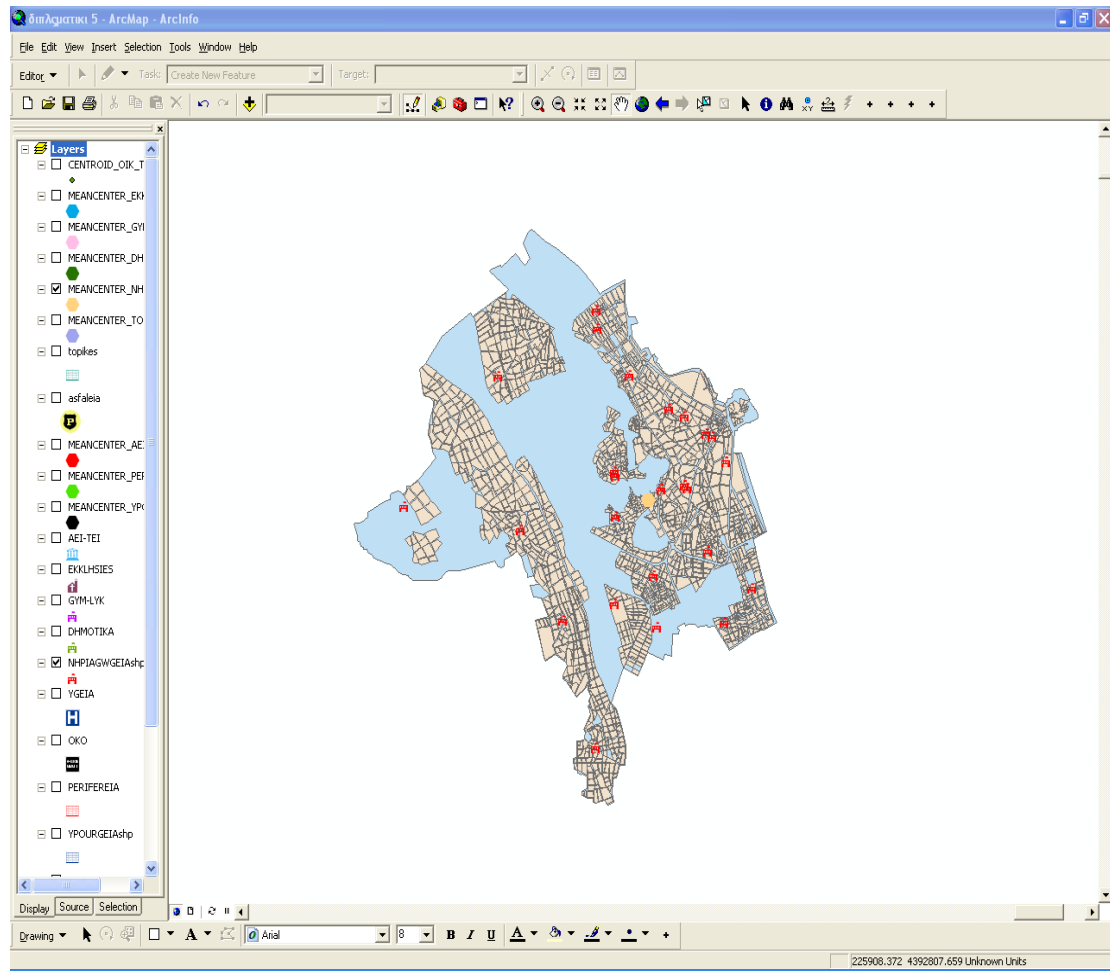 διπλωματικι 5 - ArcMap - ArcInfo
File Edit View Insert Selection Tools Window Help
Editor Task: Create New Feature Target:
Layers
CENTROID_OIK_T
MEANCENTER_EKK
MEANCENTER_GYI
MEANCENTER_DH
MEANCENTER_NH
MEANCENTER_TO
topikes
asfaleia
P
MEANCENTER_AEI
MEANCENTER_PEF
MEANCENTER_YPO
AEI-TEI
EKKLHSIES
GYM-LYK
DHMOTIKA
NHPIAGWGEIAshp
YGEIA
H
OKO
PERIFEREIA
YPOURGEIAshp
Display Source Selection
Drawing A Arial 8 B I U A
225908.372 4392807.659 Unknown Units